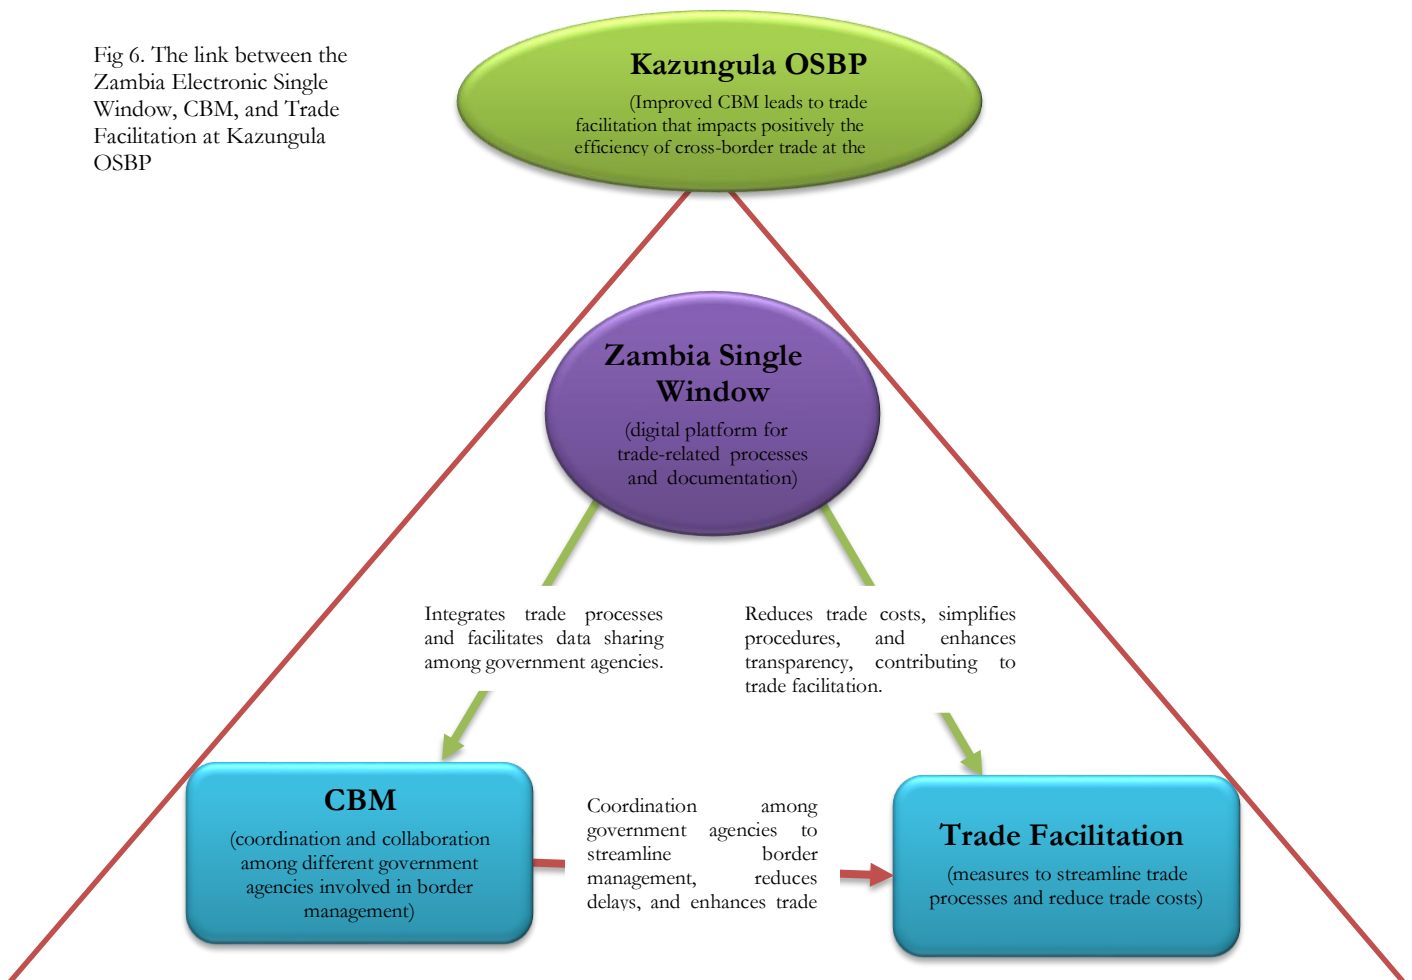 Fig 6. The link between the
Zambia Electronic Single
Window, CBM, and Trade
Facilitation at Kazungula
OSBP
Kazungula OSBP
(Improved CBM leads to trade
facilitation that impacts positively the
efficiency of cross-border trade at the
Zambia Single
Window
(digital platform for
trade-related processes
and documentation)
Integrates trade processes
and facilitates data sharing
among government agencies.
Reduces trade costs, simplifies
procedures, and enhances
transparency, contributing to
trade facilitation.
CBM
(coordination and collaboration
among different government
agencies involved in border
management)
Coordination among
government agencies to
streamline border
management, reduces
delays, and enhances trade
Trade Facilitation
(measures to streamline trade
processes and reduce trade costs)